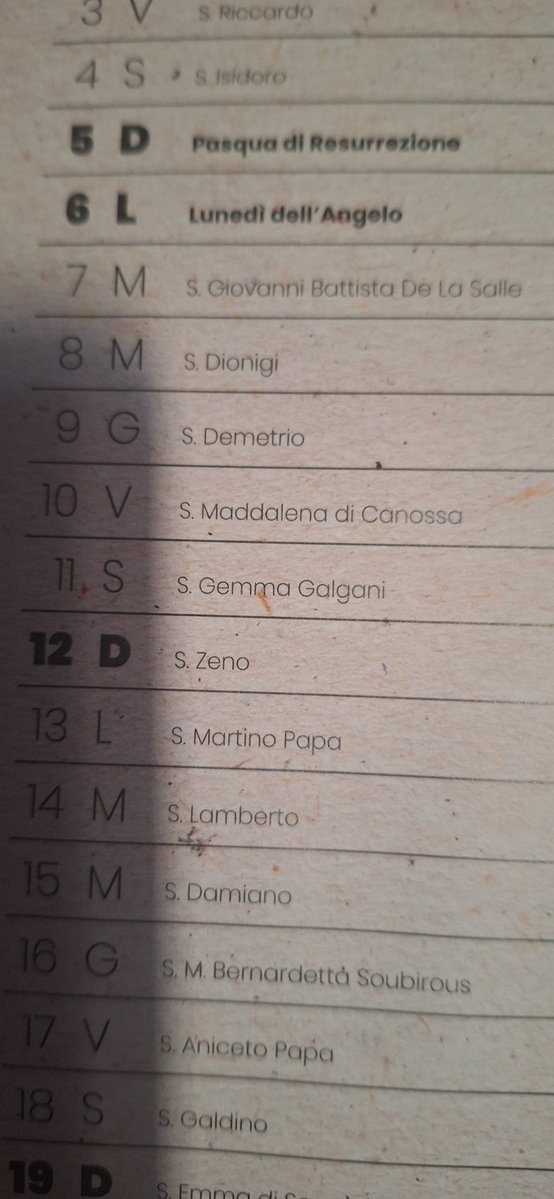 3 V S. Riccardo
4 S S. Isidoro
5 D Pasqua di Resurrezione
6 L Lunedì dell'Angelo
7 M S. Giovanni Battista De La Salle
8 M S. Dionigi
9 G S. Demetrio
10 V S. Maddalena di Canossa
11 S S. Gemma Galgani
12 D S. Zeno
13 L S. Martino Papa
14 M S. Lamberto
15 M S. Damiano
16 G S. M. Bernardetta Soubirous
17 V S. Aniceto Papa
18 S S. Galdino
19 D S. Emma di